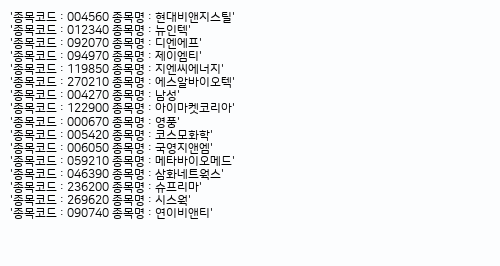 '종목코드 : 004560 종목명 : 현대비앤지스틸'
'종목코드 : 012340 종목명 : 뉴인텍'
'종목코드 : 092070 종목명 : 디엔에프'
'종목코드 : 094970 종목명 : 제이엠티'
'종목코드 : 119850 종목명 : 지엔씨에너지'
'종목코드 : 270210 종목명 : 에스알바이오텍'
'종목코드 : 004270 종목명 : 남성'
'종목코드 : 122900 종목명 : 아이마켓코리아'
'종목코드 : 000670 종목명 : 영풍'
'종목코드 : 005420 종목명 : 코스모화학'
'종목코드 : 006050 종목명 : 국영지앤엠'
'종목코드 : 059210 종목명 : 메타바이오메드'
'종목코드 : 046390 종목명 : 삼화네트웍스'
'종목코드 : 236200 종목명 : 슈프리마'
'종목코드 : 269620 종목명 : 시스웍'
'종목코드 : 090740 종목명 : 연이비앤티'